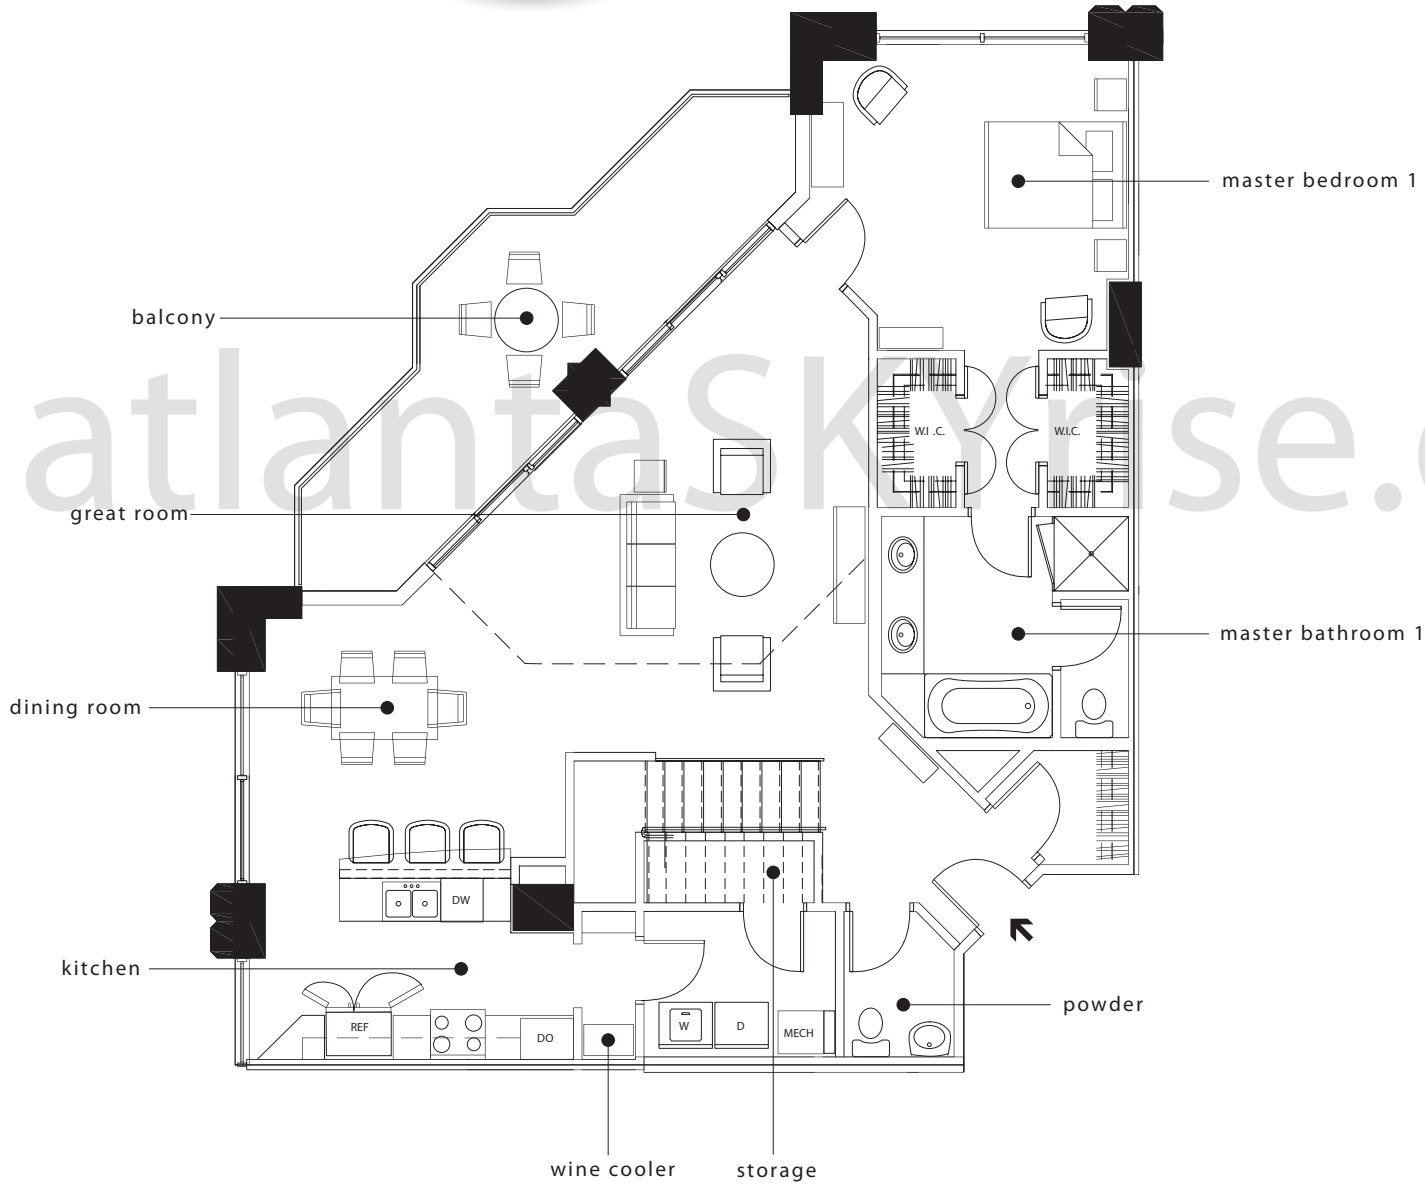 master bedroom 1
balcony
atlantaSKYrise.
W.I .C.
W.I.C.
great room
master bathroom 1
dining room
DW
kitchen
powder
REF
W
D
MECH
DO
wine cooler
storage